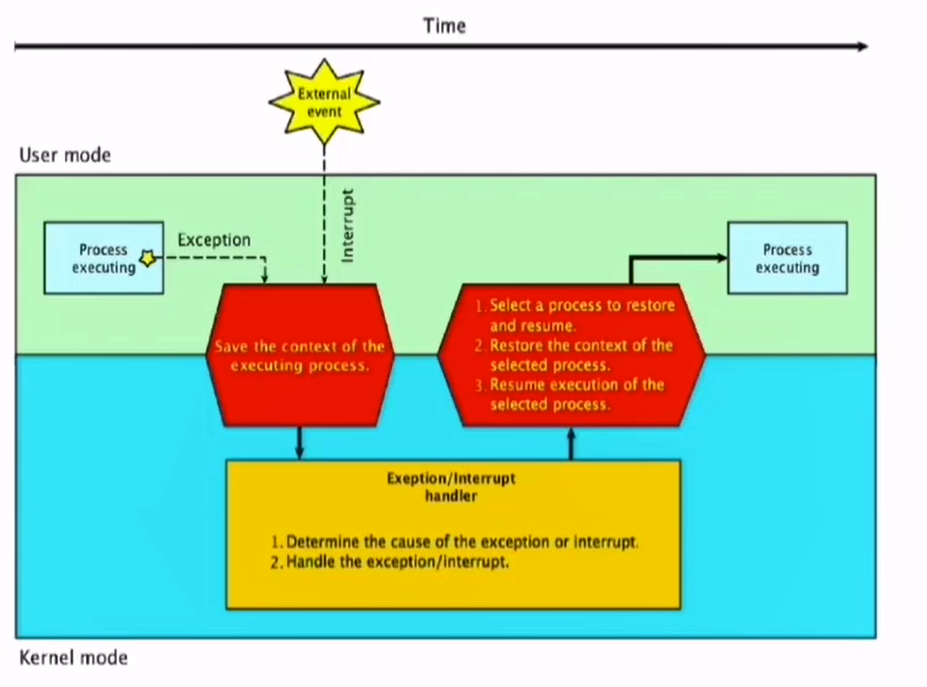 Time
External
event
User mode
Interrupt
Process
executing
Exception
Process
executing
Save the context of the
executing process.
1. Select a process to restore
and resume.
2. Restore the context of the
selected process.
3. Resume execution of the
selected process.
Exeption/Interrupt
handler
1. Determine the cause of the exception or interrupt.
2. Handle the exception/interrupt.
Kernel mode